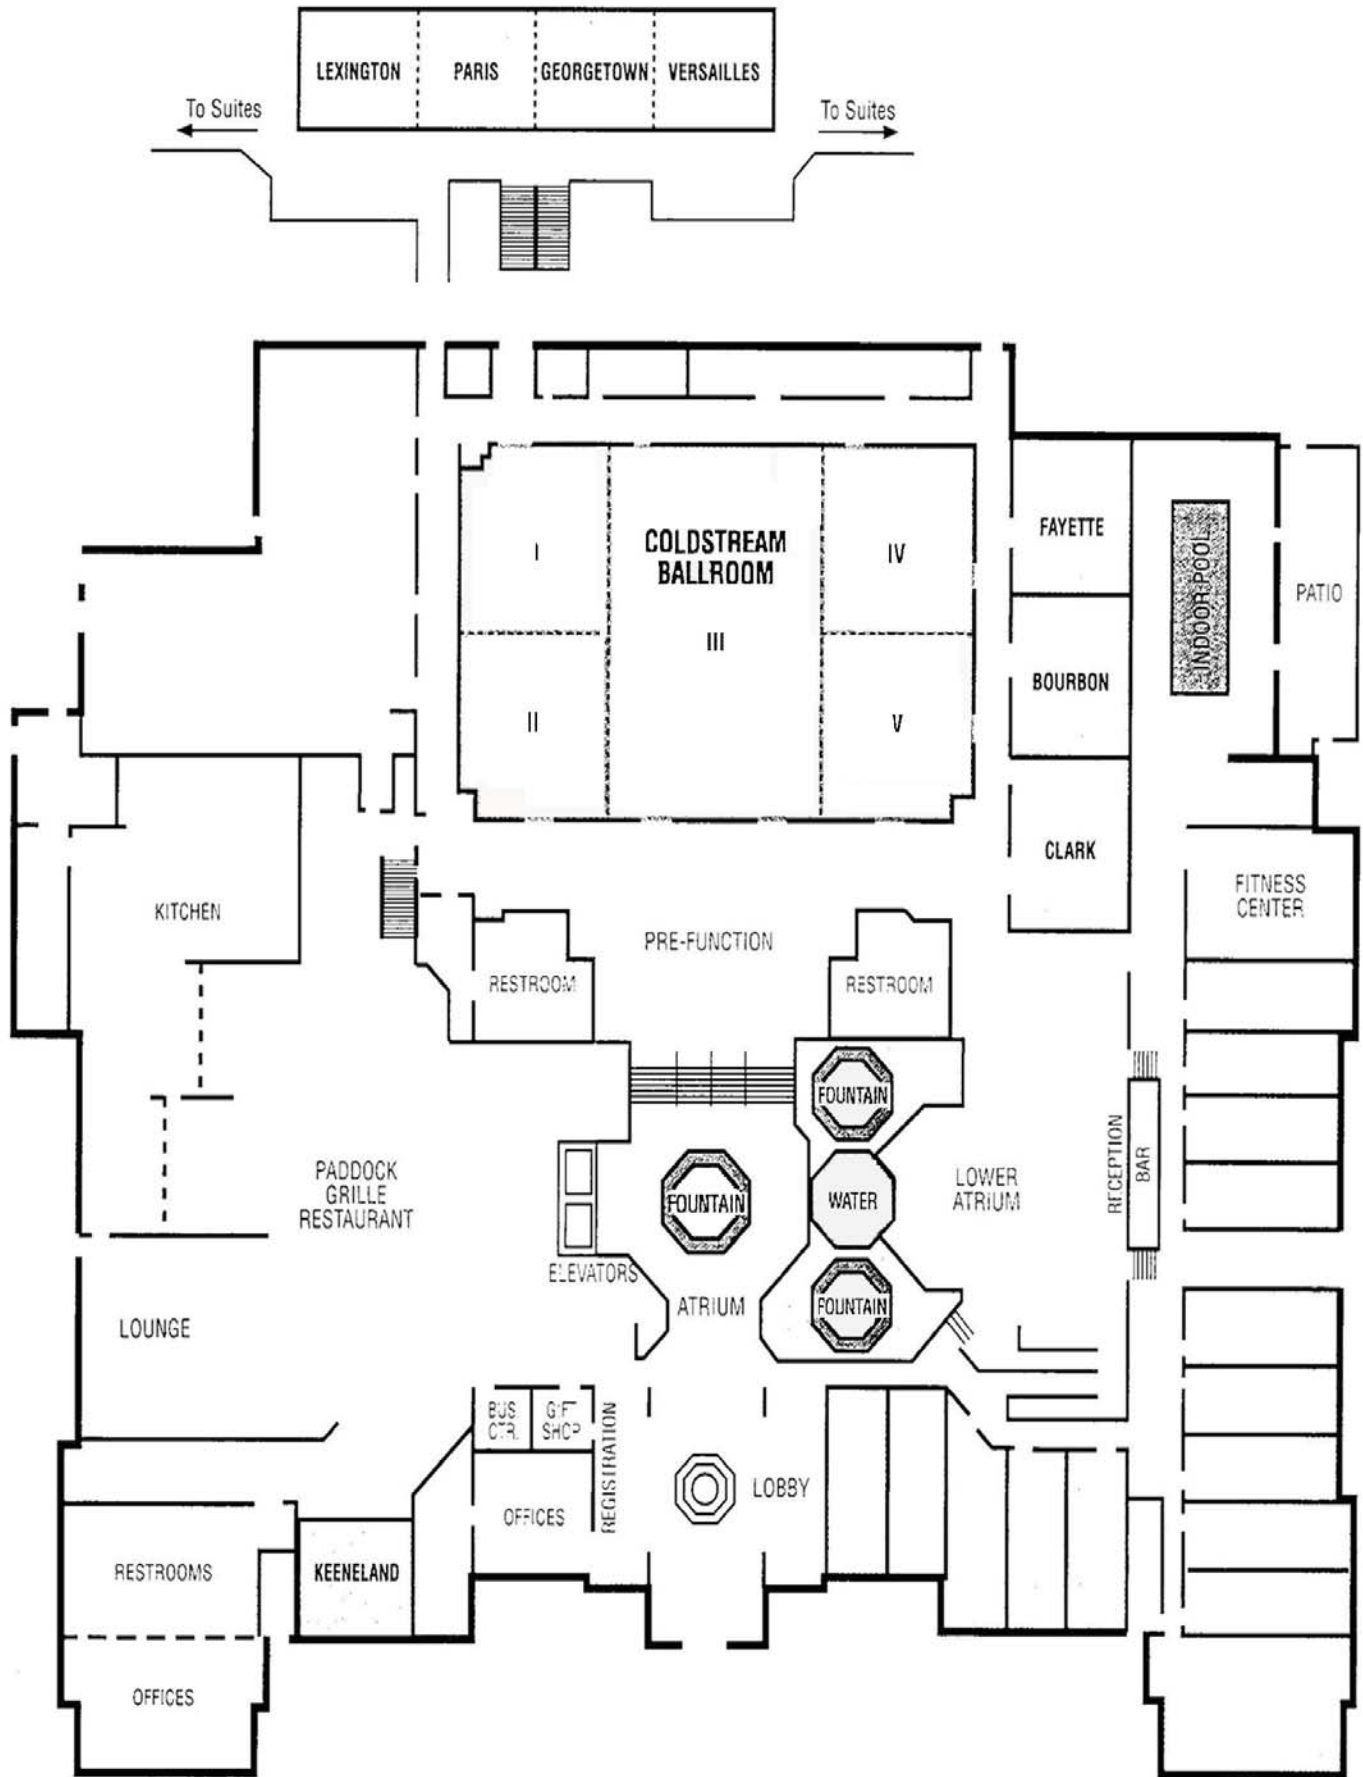 LEXINGTON
PARIS
GEORGETOWN
VERSAILLES
To Suites
To Suites
COLDSTREAM
BALLROOM
I
II
III
IV
V
FAYETTE
BOURBON
CLARK
INDOOR POOL
PATIO
FITNESS
CENTER
KITCHEN
PRE-FUNCTION
RESTROOM
RESTROOM
FOUNTAIN
FOUNTAIN
WATER
FOUNTAIN
LOWER
ATRIUM
RECEPTION
BAR
PADDOCK
GRILLE
RESTAURANT
ELEVATORS
ATRIUM
LOUNGE
BUS
CTR.
GIFT
SHOP
REGISTRATION
LOBBY
OFFICES
RESTROOMS
KEENELAND
OFFICES